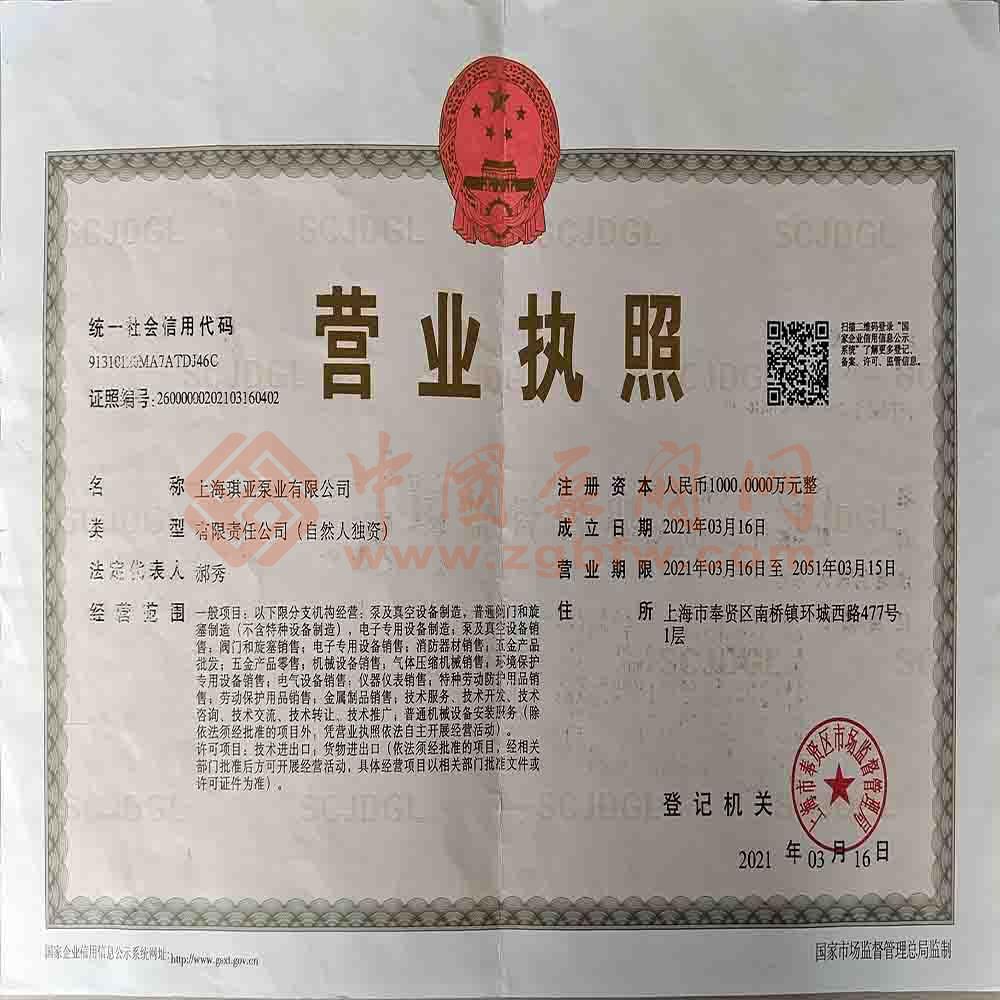 营业执照
统一社会信用代码
证照编号:26000000202103160402
扫描二维码登录“国
家企业信用信息公示
系统”了解更多登记、
备案、许可、监管信息。
名 称 上海琪亚泵业有限公司
类 型 有限责任公司（自然人独资）
法定代表人 郝秀
经营范围 一般项目：以下限分支机构经营：泵及真空设备制造，普通阀门和旋
塞制造（不含特种设备制造），电子专用设备制造；泵及真空设备销
售；阀门和旋塞销售；电子专用设备销售；消防器材销售；五金产品
批发；五金产品零售；机械设备销售；气体压缩机械销售；环境保护
专用设备销售；电气设备销售；仪器仪表销售；特种劳动防护用品销
售；劳动保护用品销售；金属制品销售；技术服务、技术开发、技术
咨询、技术交流、技术转让、技术推广；普通机械设备安装服务（除
依法须经批准的项目外，凭营业执照依法自主开展经营活动）。
许可项目：技术进出口；货物进出口（依法须经批准的项目，经相关
部门批准后方可开展经营活动，具体经营项目以相关部门批准文件或
许可证件为准）。
注册资本 人民币1000.0000万元整
成立日期 2021年03月16日
营业期限 2021年03月16日至 2051年03月15日
住 所 上海市奉贤区南桥镇环城西路477号
1层
中国泵阀网
www.zgbfw.com
登记机关
上海市奉贤区市场监督管理局
2021 年 03 月 16 日
国家企业信用信息公示系统网址:http://www.gsxt.gov.cn
国家市场监督管理总局监制
SCJDGL